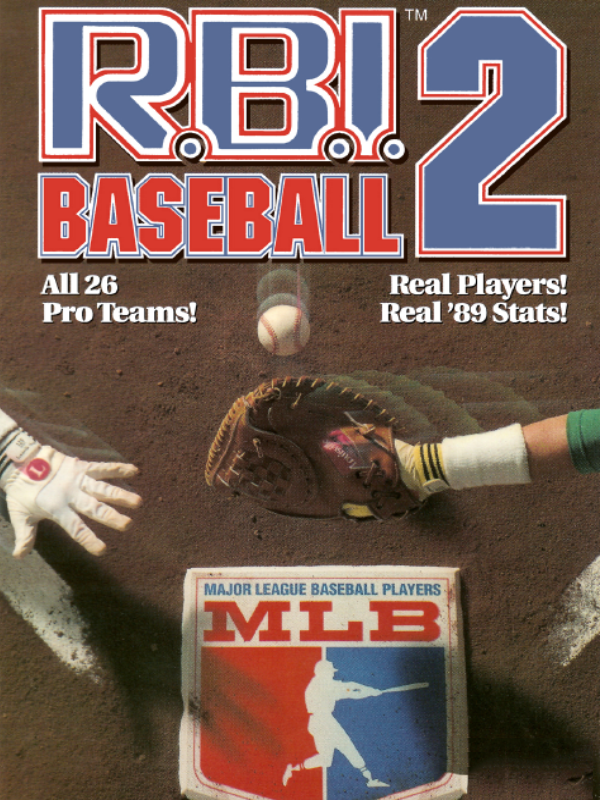 R.B.I. 2
TM
BASEBALL
All 26
Pro Teams!
Real Players!
Real '89 Stats!
L
MAJOR LEAGUE BASEBALL PLAYERS
MLB